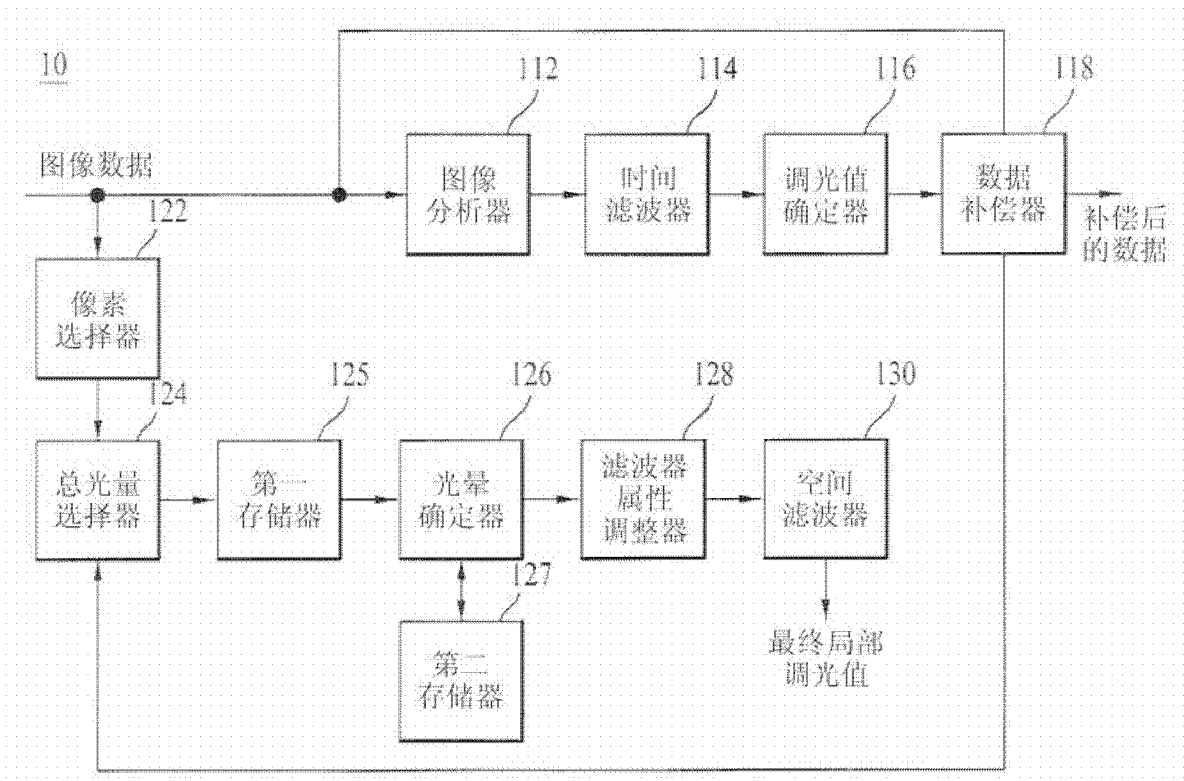 10
112
114
116
118
图像数据
图像
分析器
时间
滤波器
调光值
确定器
数据
补偿器
补偿后
的数据
122
像素
选择器
124
125
126
128
130
总光量
选择器
第一
存储器
光晕
确定器
滤波器
属性
调整器
空间
滤波器
127
第二
存储器
最终局部
调光值